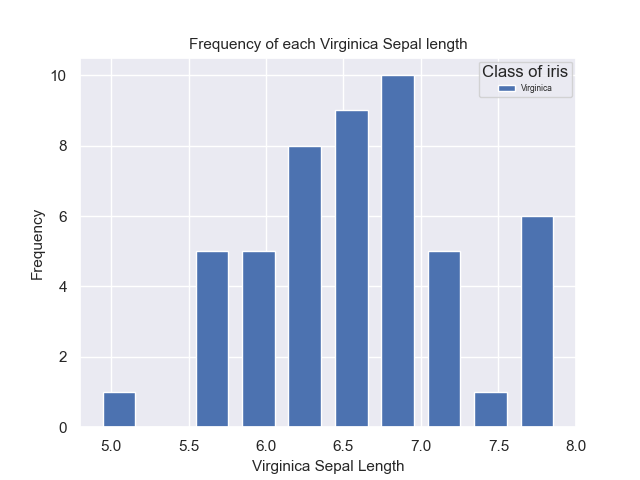 Frequency of each Virginica Sepal length
Class of iris
Virginica
10
8
6
4
2
0
Frequency
5.0 5.5 6.0 6.5 7.0 7.5 8.0
Virginica Sepal Length